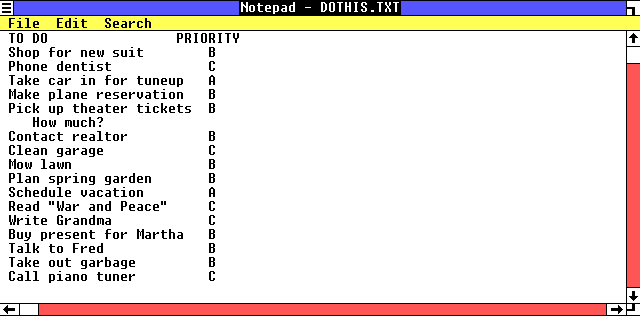 Notepad - DOTHIS.TXT
File Edit Search
TO DO PRIORITY
Shop for new suit B
Phone dentist C
Take car in for tuneup A
Make plane reservation B
Pick up theater tickets B
How much?
Contact realtor B
Clean garage C
Mow lawn B
Plan spring garden B
Schedule vacation A
Read "War and Peace" C
Write Grandma C
Buy present for Martha B
Talk to Fred B
Take out garbage B
Call piano tuner C